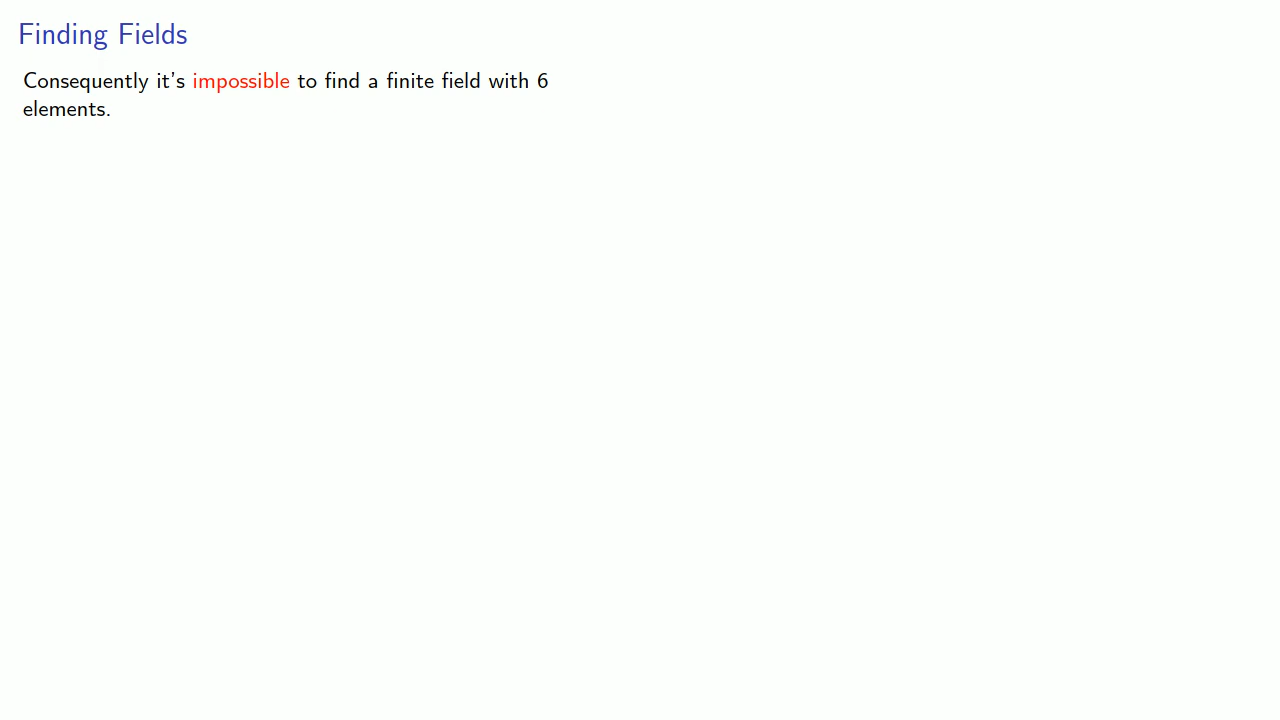 Finding Fields
Consequently it's impossible to find a finite field with 6
elements.